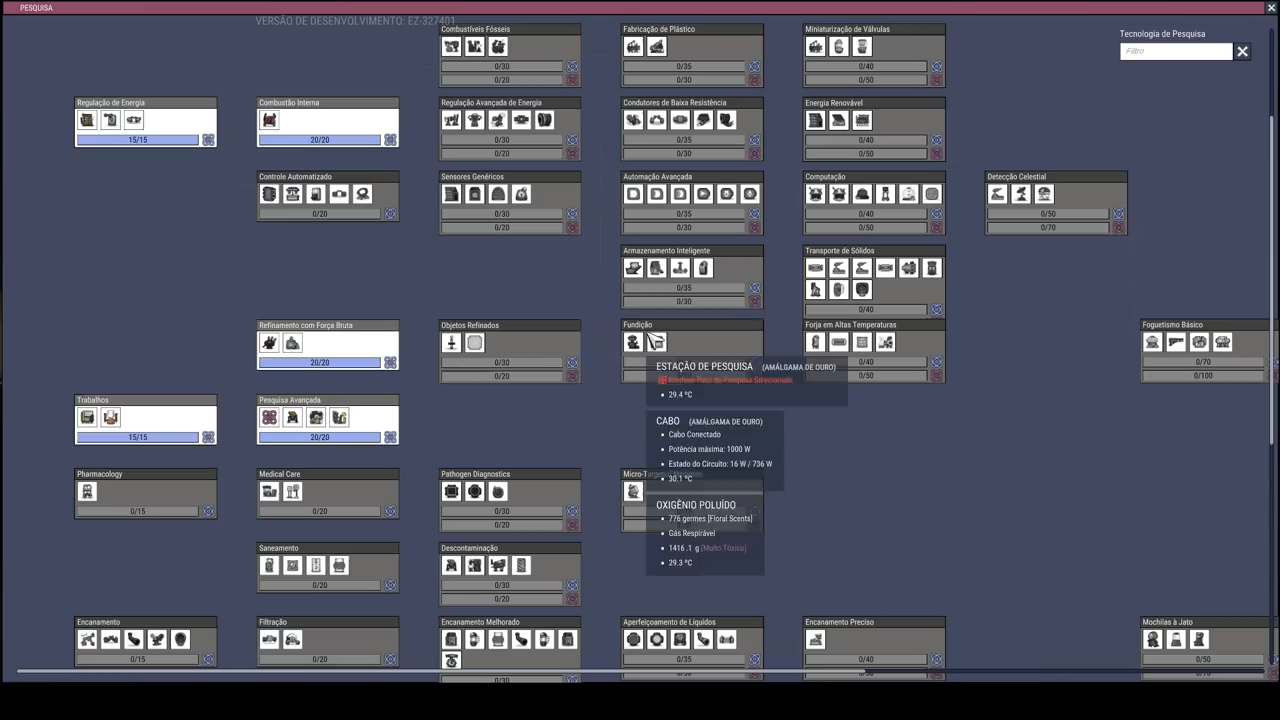 PESQUISA
VERSÃO DE DESENVOLVIMENTO: EZ-327401
Tecnologia de Pesquisa
Filtro
Combustíveis Fósseis
0/30
0/20
Fabricação de Plástico
0/35
0/30
Miniaturização de Válvulas
0/40
0/50
Regulação de Energia
15/15
Combustão Interna
20/20
Regulação Avançada de Energia
0/30
0/20
Condutores de Baixa Resistência
0/35
0/30
Energia Renovável
0/40
0/50
Controle Automatizado
0/20
Sensores Genéricos
0/30
0/20
Automação Avançada
0/35
0/30
Computação
0/40
0/50
Detecção Celestial
0/50
0/70
Armazenamento Inteligente
0/35
0/30
Transporte de Sólidos
0/40
Refinamento com Força Bruta
20/20
Objetos Refinados
0/30
0/20
Fundição
Forja em Altas Temperaturas
0/40
0/50
Foguetismo Básico
0/70
0/100
ESTAÇÃO DE PESQUISA (AMÁLGAMA DE OURO)
29.4 ºC
CABO (AMÁLGAMA DE OURO)
Cabo Conectado
Potência máxima: 1000 W
Estado do Circuito: 16 W / 736 W
30.1 ºC
OXIGÊNIO POLUÍDO
776 germes [Floral Scents]
Gás Respirável
1416 .1 g (Muito Tóxico)
29.3 ºC
Trabalhos
15/15
Pesquisa Avançada
20/20
Pharmacology
0/15
Medical Care
0/20
Pathogen Diagnostics
0/30
0/20
Saneamento
0/20
Descontaminação
0/30
0/20
Encanamento
0/15
Filtração
0/20
Encanamento Melhorado
0/30
Aperfeiçoamento de Líquidos
0/35
Encanamento Preciso
0/40
Mochilas à Jato
0/50